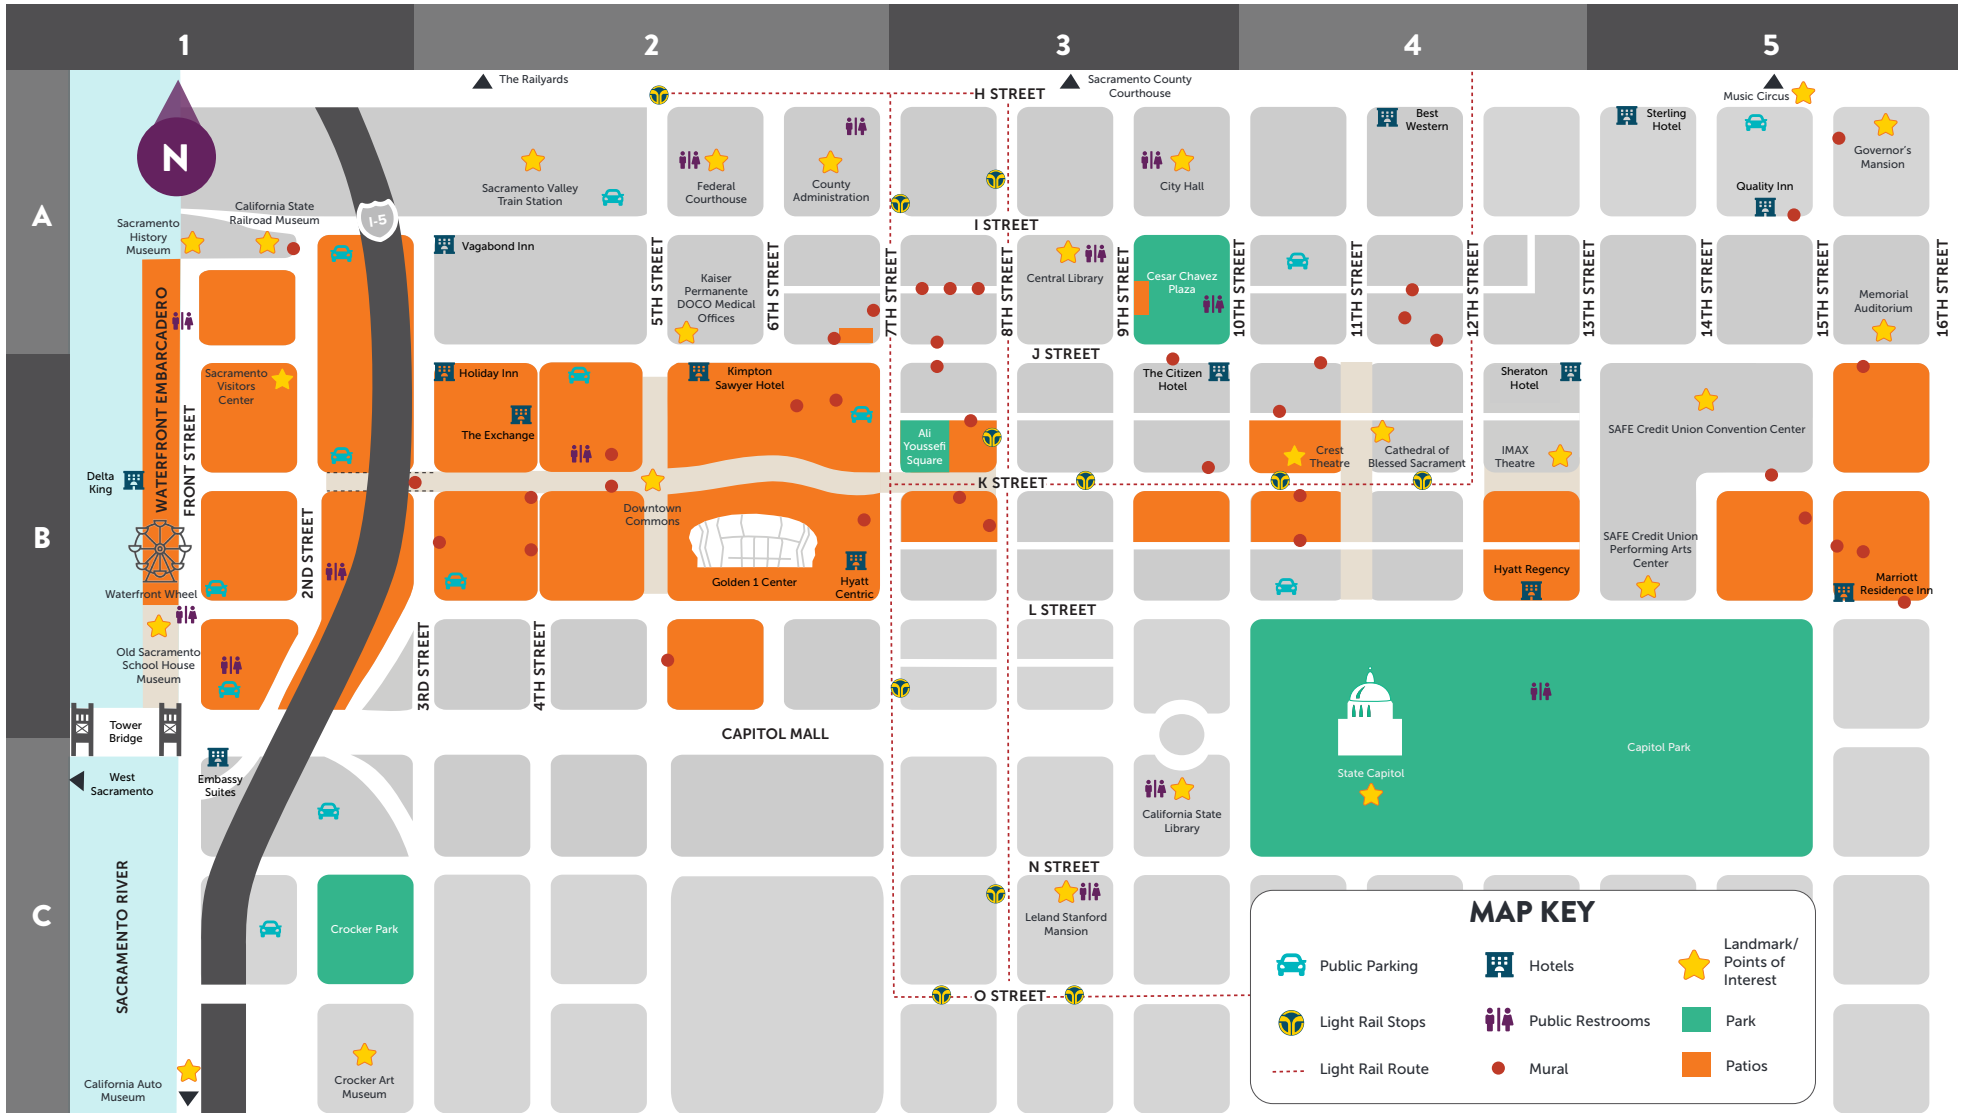 1
2
3
4
5
A
B
C
N
The Railyards
Sacramento County
Courthouse
Music Circus
H STREET
Best
Western
Sterling
Hotel
Governor's
Mansion
Sacramento Valley
Train Station
Federal
Courthouse
County
Administration
City Hall
Quality Inn
California State
Railroad Museum
I-5
Sacramento
History
Museum
I STREET
Vagabond Inn
Kaiser
Permanente
DOCO Medical
Offices
Central Library
Cesar Chavez
Plaza
Memorial
Auditorium
5TH STREET
6TH STREET
7TH STREET
8TH STREET
9TH STREET
10TH STREET
11TH STREET
12TH STREET
13TH STREET
14TH STREET
15TH STREET
16TH STREET
WATERFRONT EMBARCADERO
FRONT STREET
2ND STREET
J STREET
Sacramento
Visitors
Center
Holiday Inn
The Exchange
Kimpton
Sawyer Hotel
The Citizen
Hotel
Sheraton
Hotel
Ali
Youssefi
Square
Crest
Theatre
Cathedral of
Blessed Sacrament
IMAX
Theatre
SAFE Credit Union Convention Center
Delta
King
K STREET
Downtown
Commons
Golden 1 Center
Hyatt
Centric
Hyatt Regency
SAFE Credit Union
Performing Arts
Center
Marriott
Residence Inn
Waterfront Wheel
L STREET
Old Sacramento
School House
Museum
3RD STREET
4TH STREET
Tower
Bridge
CAPITOL MALL
State Capitol
Capitol Park
West
Sacramento
Embassy
Suites
California State
Library
N STREET
SACRAMENTO RIVER
Crocker Park
Leland Stanford
Mansion
O STREET
Crocker Art
Museum
California Auto
Museum
MAP KEY
Public Parking
Hotels
Landmark/
Points of
Interest
Light Rail Stops
Public Restrooms
Park
Light Rail Route
Mural
Patios